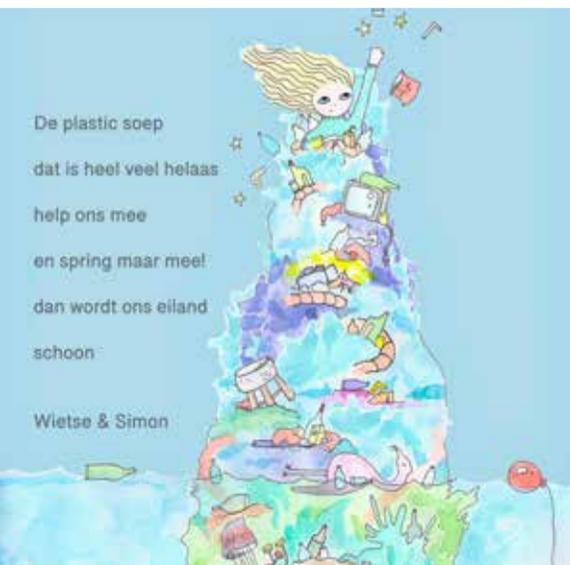 De plastic soep
dat is heel veel helaas
help ons mee
en spring maar mee!
dan wordt ons eiland
schoon
Wietse & Simon